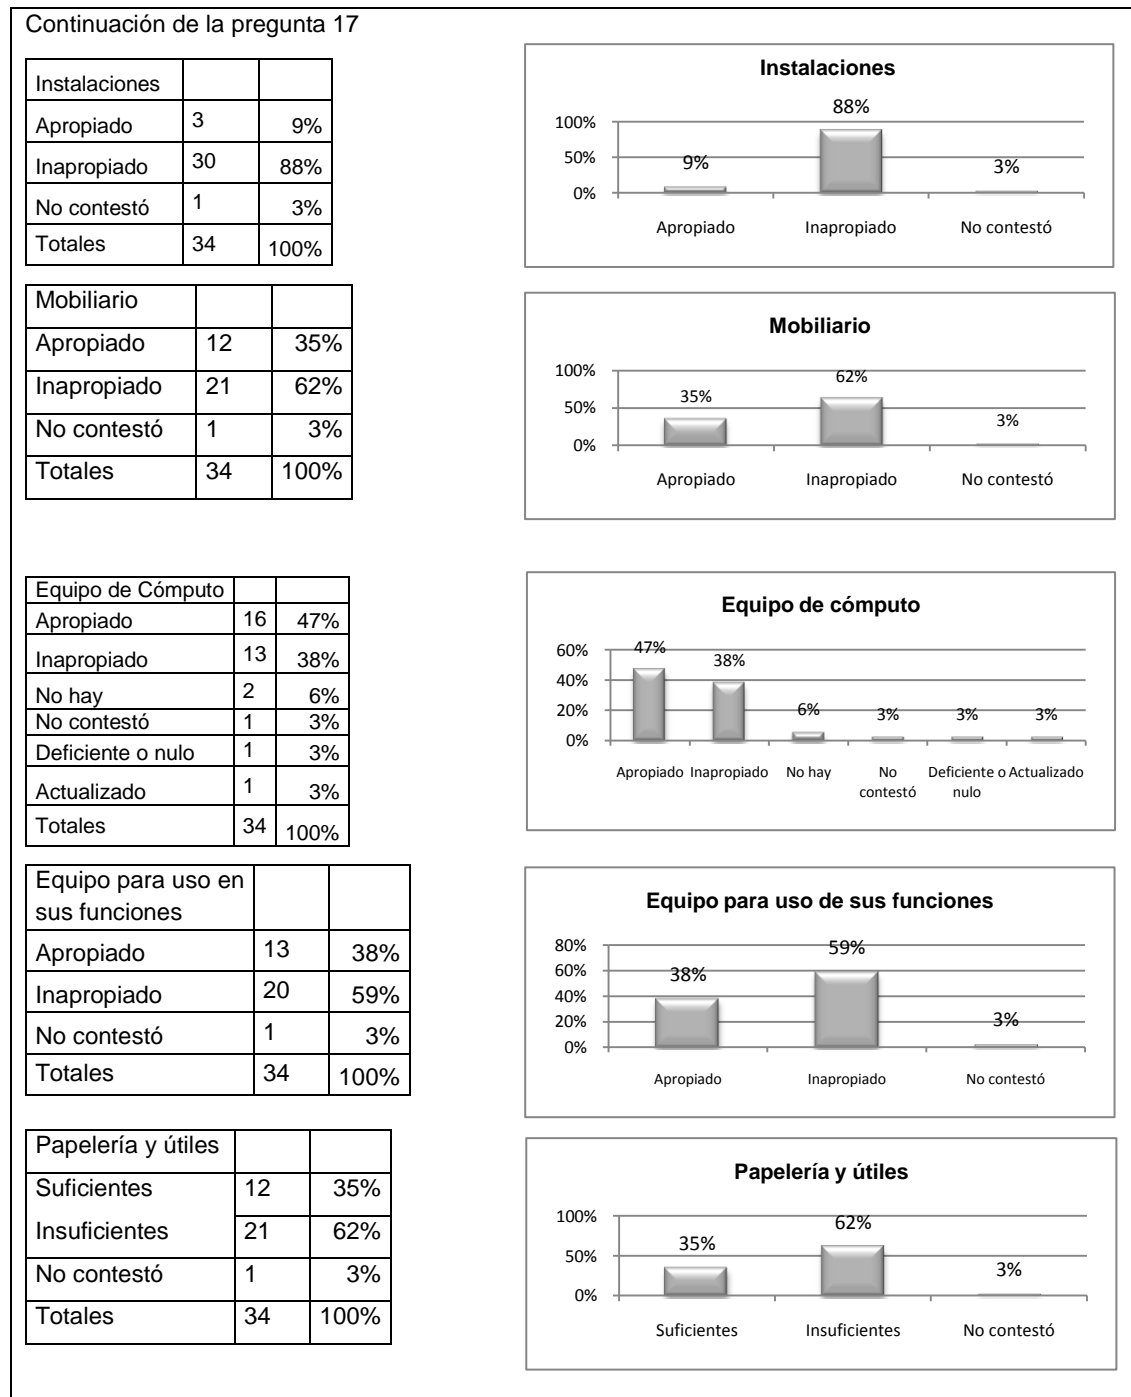 Continuación de la pregunta 17
Instalaciones
Apropiado 3 9%
Inapropiado 30 88%
No contestó 1 3%
Totales 34 100%
Instalaciones
88%
100%
50%
9%
3%
0%
Apropiado Inapropiado No contestó
Mobiliario
Apropiado 12 35%
Inapropiado 21 62%
No contestó 1 3%
Totales 34 100%
Mobiliario
100%
62%
35%
50%
3%
0%
Apropiado Inapropiado No contestó
Equipo de Cómputo
Apropiado 16 47%
Inapropiado 13 38%
No hay 2 6%
No contestó 1 3%
Deficiente o nulo 1 3%
Actualizado 1 3%
Totales 34 100%
Equipo de cómputo
60%
47%
38%
40%
20%
6% 3% 3% 3%
0%
Apropiado Inapropiado No hay No contestó Deficiente o nulo Actualizado
Equipo para uso en
sus funciones
Apropiado 13 38%
Inapropiado 20 59%
No contestó 1 3%
Totales 34 100%
Equipo para uso de sus funciones
80%
59%
60%
38%
40%
20%
3%
0%
Apropiado Inapropiado No contestó
Papelería y útiles
Suficientes 12 35%
Insuficientes 21 62%
No contestó 1 3%
Totales 34 100%
Papelería y útiles
100%
62%
35%
50%
3%
0%
Suficientes Insuficientes No contestó